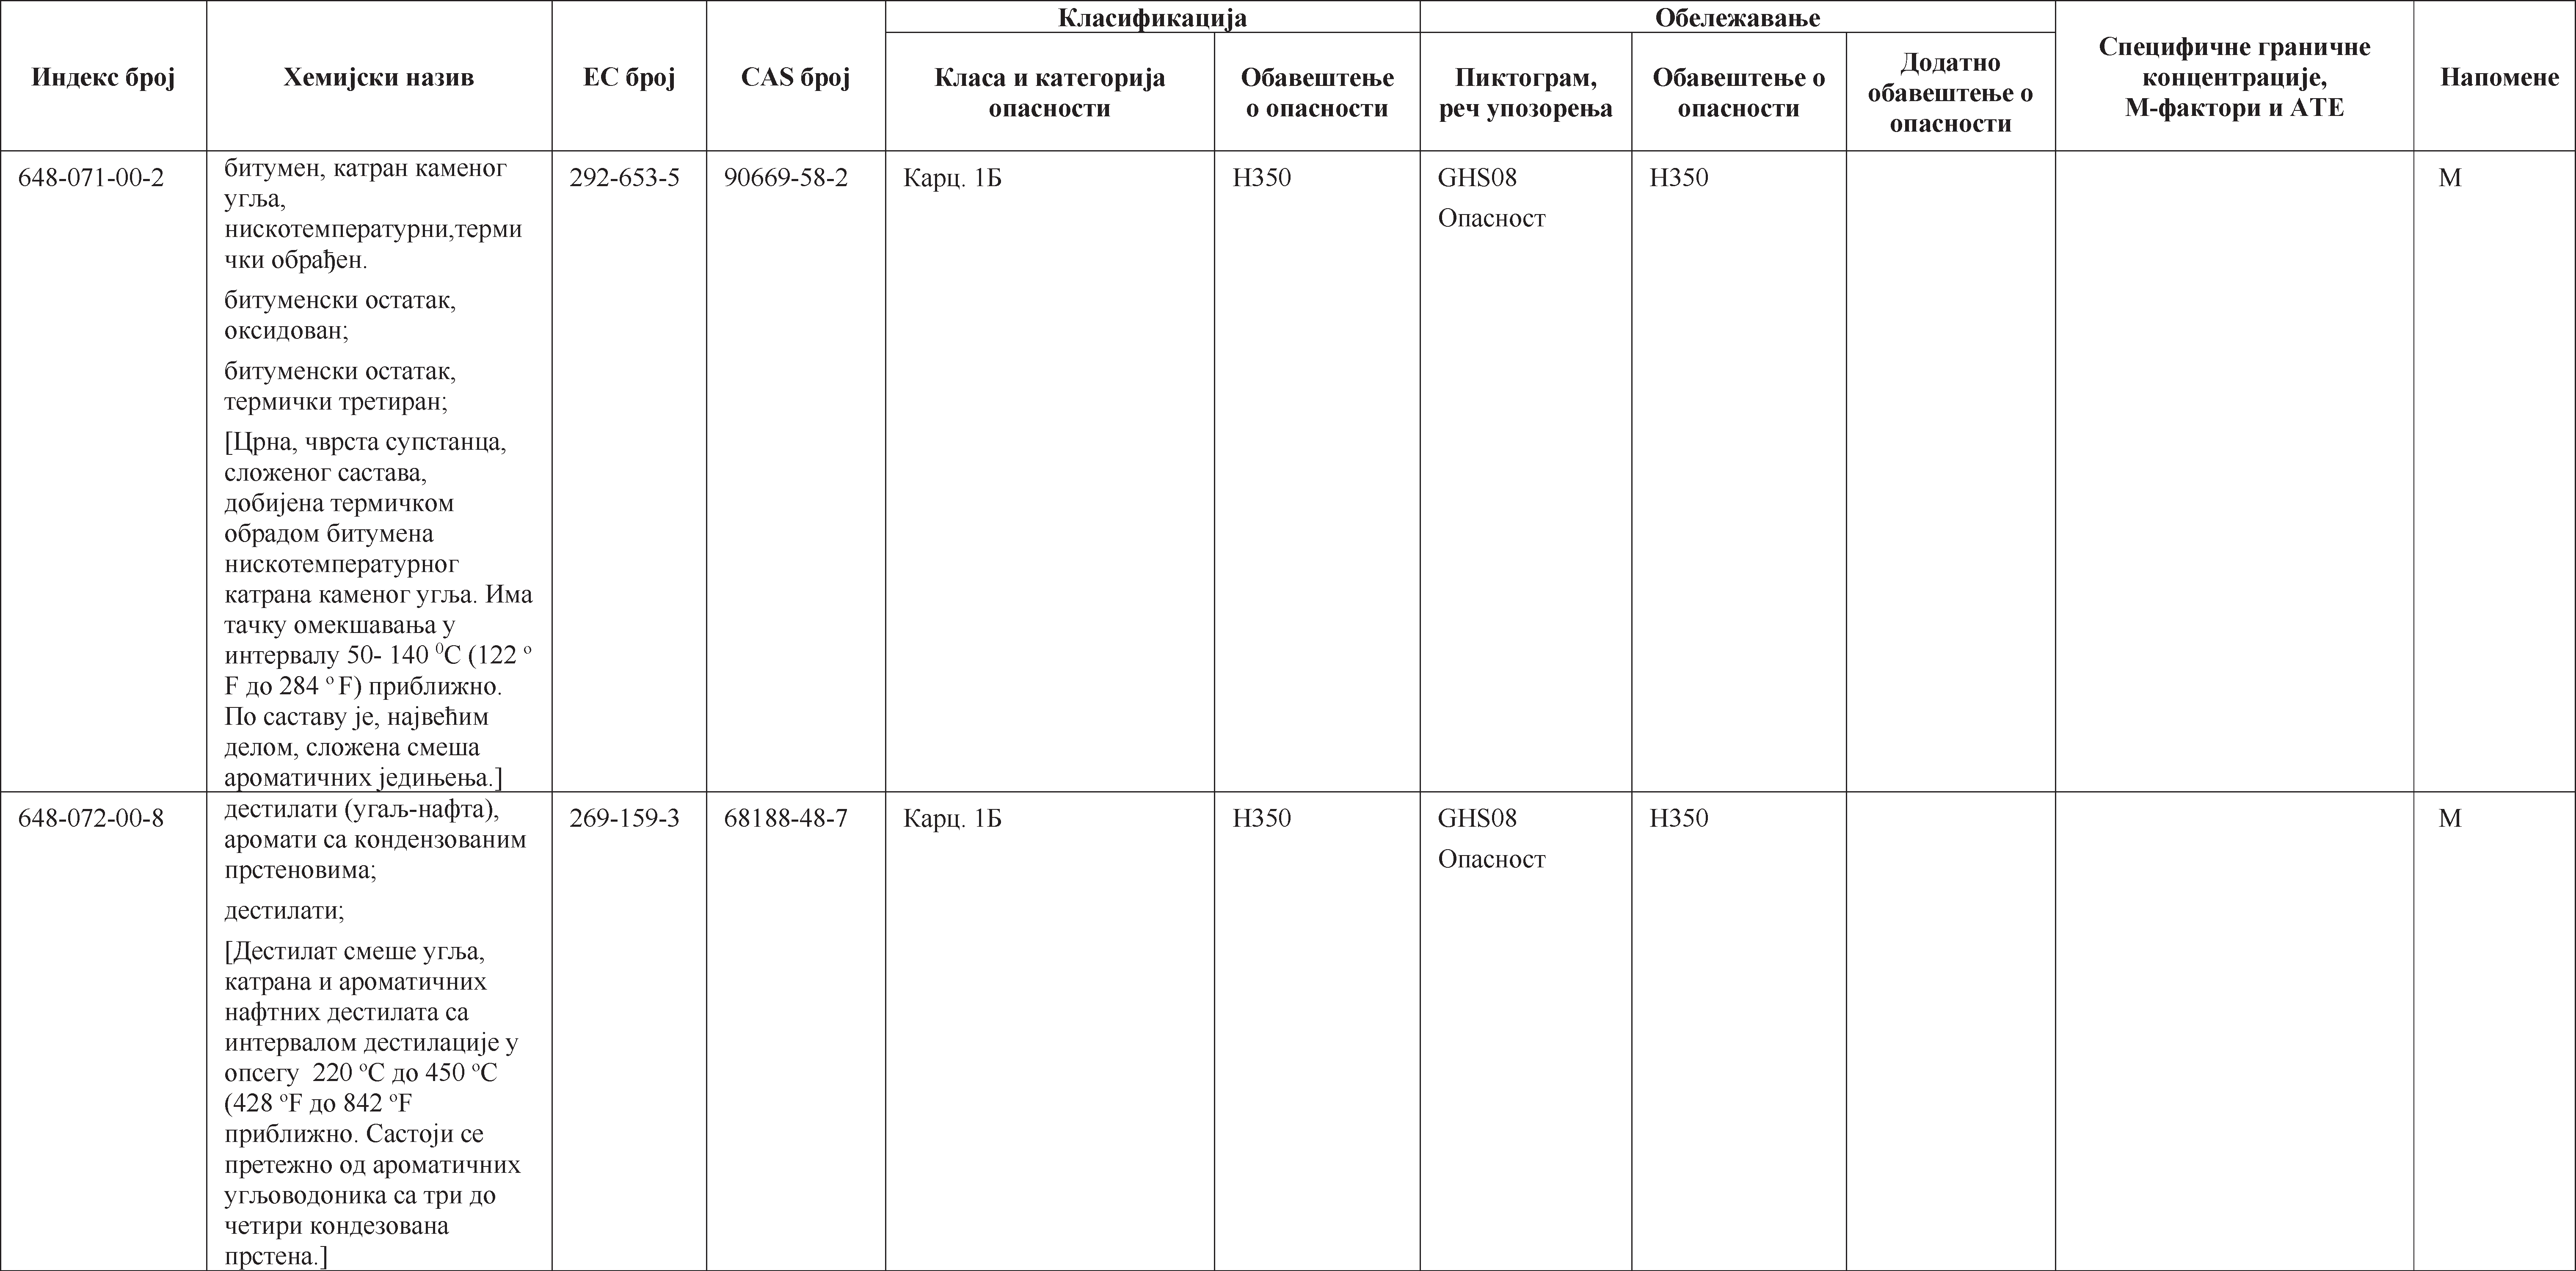 Класификација
Обележавање
Индекс број
Хемијски назив
ЕС број
CAS број
Класа и категорија
опасности
Обавештење
о опасности
Пиктограм,
реч упозорења
Обавештење о
опасности
Додатно
обавештење о
опасности
Специфичне граничне
концентрације,
М-фактори и АТЕ
Напомене
648-071-00-2
битумен, катран каменог
угља,
нискотемпературни,терми
чки обрађен.
битуменски остатак,
оксидован;
битуменски остатак,
термички третиран;
[Црна, чврста супстанца,
сложеног састава,
добијена термичком
обрадом битумена
нискотемпературног
катрана каменог угља. Има
тачку омекшавања у
интервалу 50- 140 ⁰C (122 º
F до 284 º F) приближно.
По саставу је, највећим
делом, сложена смеша
ароматичних једињења.]
292-653-5
90669-58-2
Карц. 1Б
H350
GHS08
Опасност
H350
М
648-072-00-8
дестилати (угаљ-нафта),
аромати са кондензованим
прстеновима;
дестилати;
[Дестилат смеше угља,
катрана и ароматичних
нафтних дестилата са
интервалом дестилације у
опсегу  220 ºC до 450 ºC
(428 ºF до 842 ºF
приближно. Састоји се
претежно од ароматичних
угљоводоника са три до
четири кондезована
прстена.]
269-159-3
68188-48-7
Карц. 1Б
H350
GHS08
Опасност
H350
М